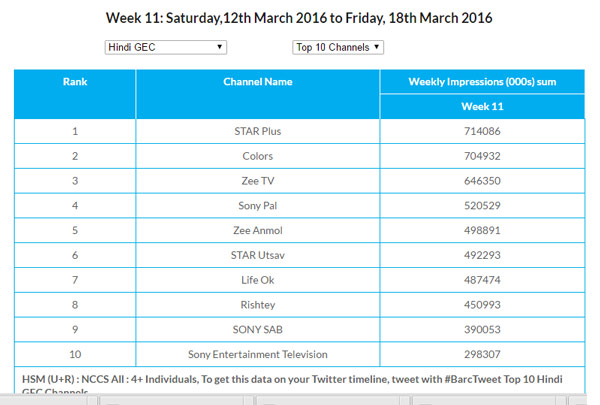 Week 11: Saturday,12th March 2016 to Friday, 18th March 2016
Hindi GEC Top 10 Channels
Rank Channel Name Weekly Impressions (000s) sum
Week 11
1 STAR Plus 714086
2 Colors 704932
3 Zee TV 646350
4 Sony Pal 520529
5 Zee Anmol 498891
6 STAR Utsav 492293
7 Life Ok 487474
8 Rishtey 450993
9 SONY SAB 390053
10 Sony Entertainment Television 298307
HSM (U+R) : NCCS All : 4+ Individuals, To get this data on your Twitter timeline, tweet with #BarcTweet Top 10 Hindi
GEC Channels